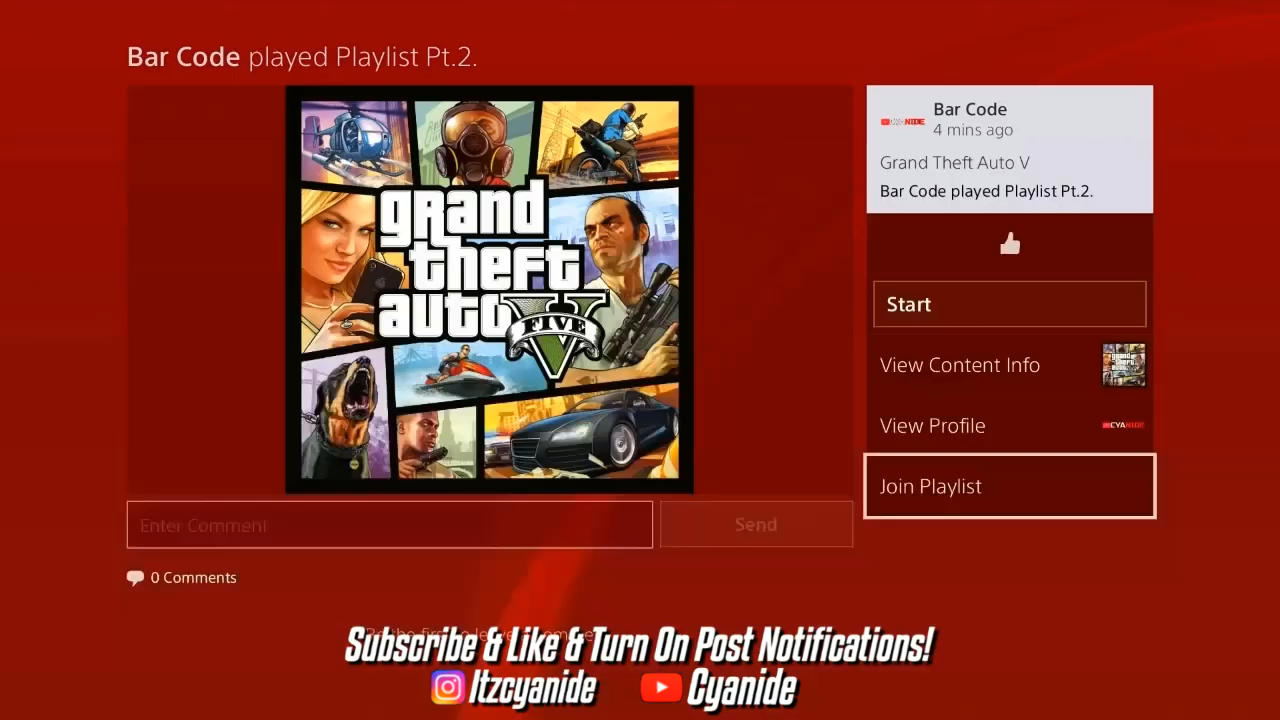 Bar Code played Playlist Pt.2.
grand
theft
auto V
FIVE
Bar Code
4 mins ago
Grand Theft Auto V
Bar Code played Playlist Pt.2.
Start
View Content Info
View Profile
CYANIDE
Join Playlist
Enter Comment
Send
0 Comments
Subscribe & Like & Turn On Post Notifications!
Itzcyanide
Cyanide